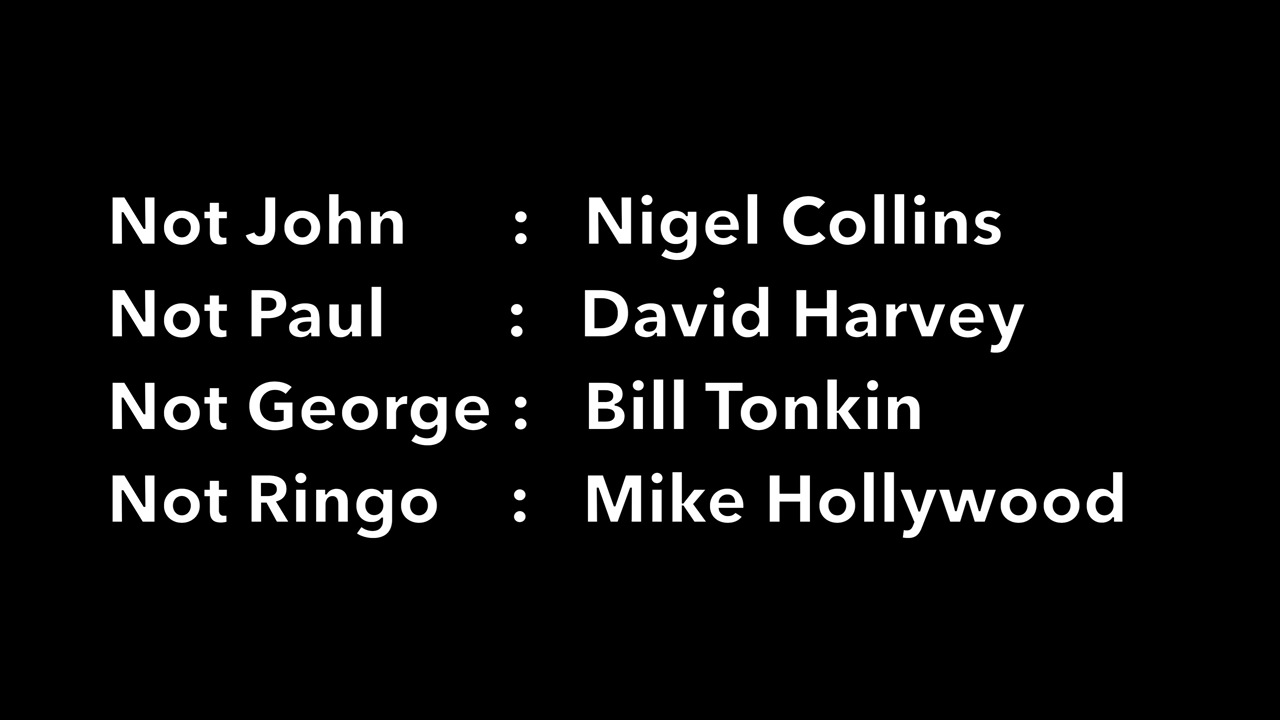 Not John : Nigel Collins
Not Paul : David Harvey
Not George : Bill Tonkin
Not Ringo : Mike Hollywood